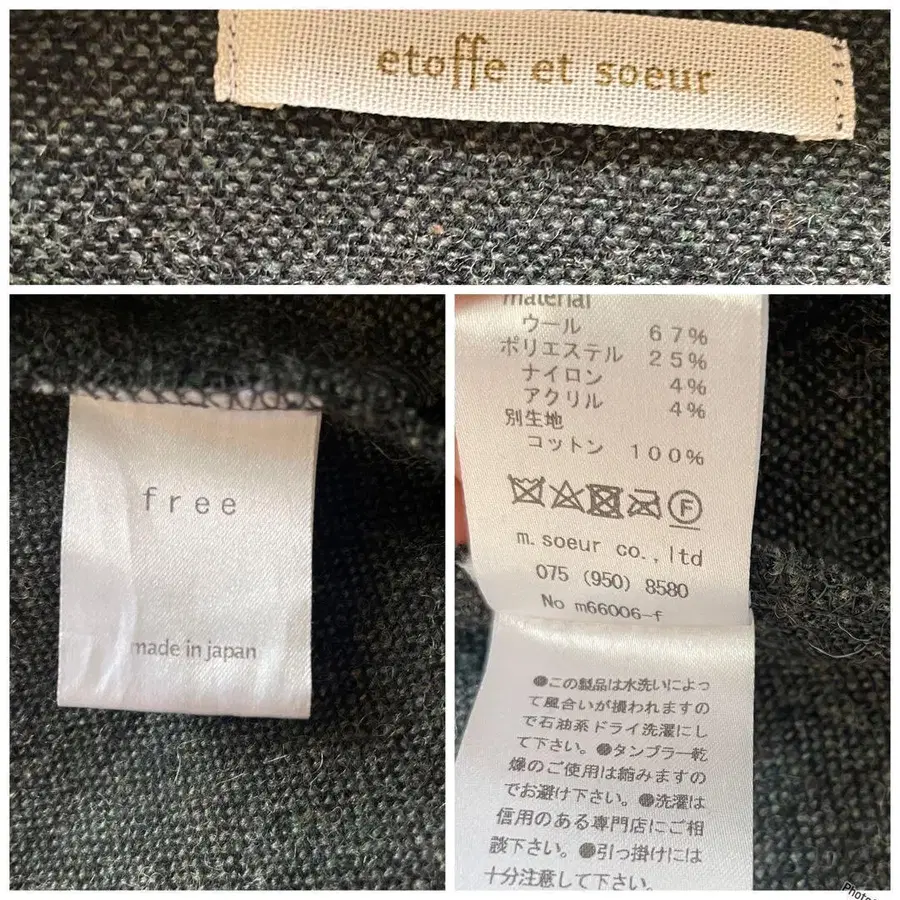 etoffe et soeur
free
made in japan
material
ウール 67%
ポリエステル 25%
ナイロン 4%
アクリル 4%
別生地
コットン 100%
F
m.soeur co.,ltd
075 (950) 8580
No m66006-f
●この製品は水洗いによっ
て風合いが損われますの
で石油系ドライ洗濯にし
て下さい。●タンブラー乾
燥のご使用は縮みますの
でお避け下さい。●洗濯は
信用のある専門店にご相
談下さい。●引っ掛けには
十分注意して下さい。